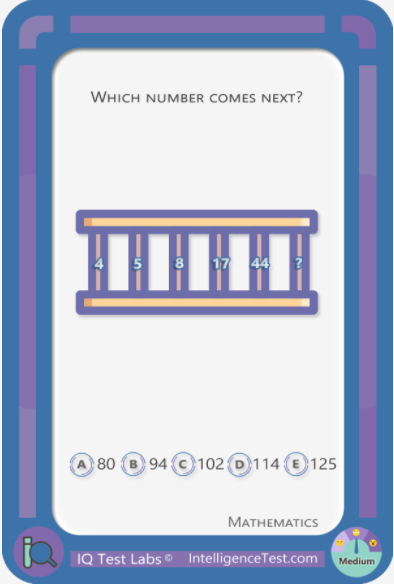 Which number comes next?
4 5 8 17 44 ?
A 80 B 94 C 102 D 114 E 125
Mathematics
IQ Test Labs © IntelligenceTest.com Medium